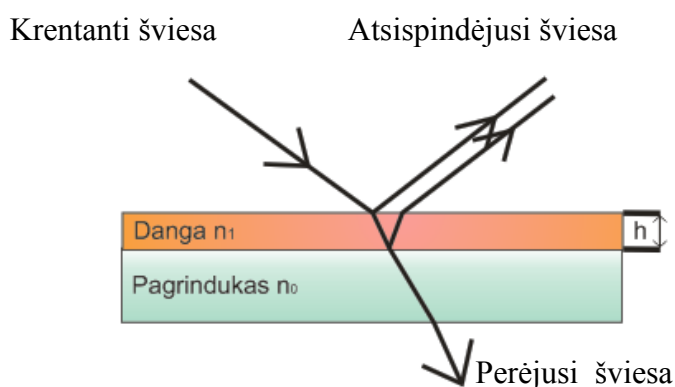 Krentanti šviesa
Atsispindėjusi šviesa
Danga n₁
h
Pagrindukas n₀
Perėjusi šviesa